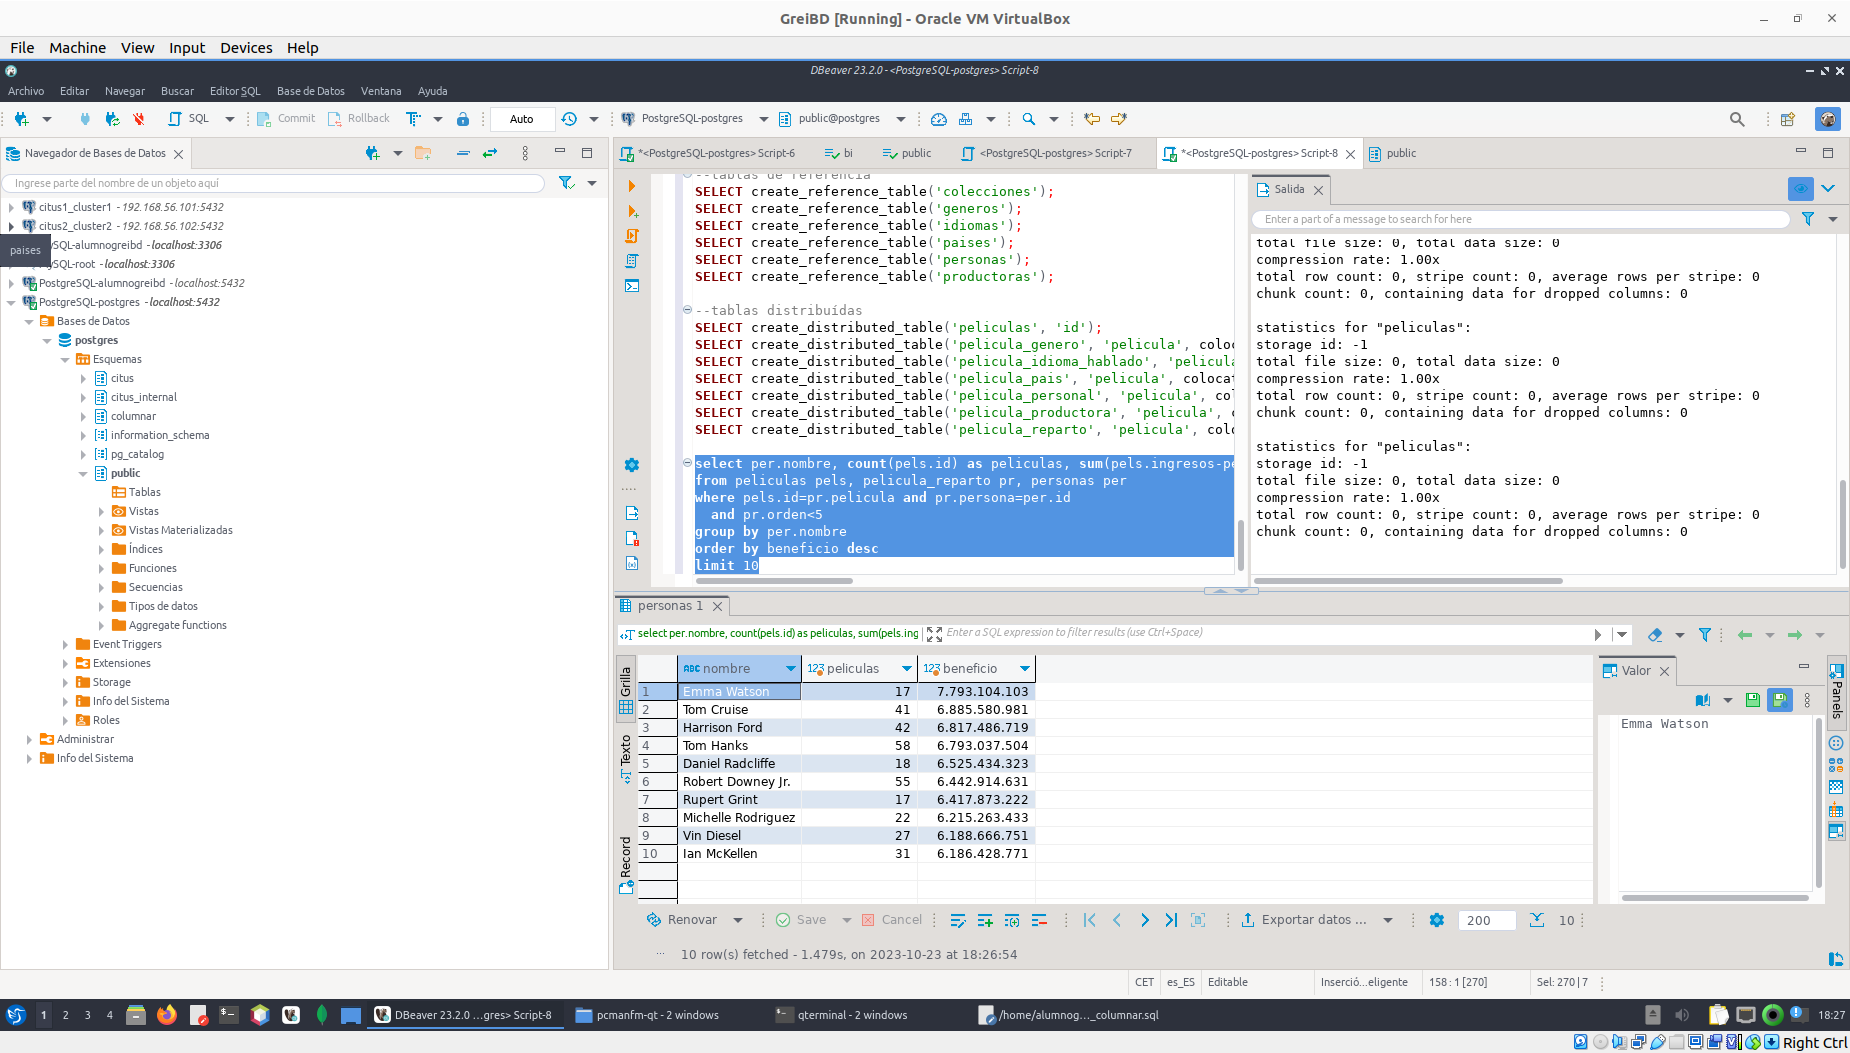 GreiBD [Running] - Oracle VM VirtualBox
File Machine View Input Devices Help
DBeaver 23.2.0 - <PostgreSQL-postgres> Script-8
Archivo Editar Navegar Buscar Editor SQL Base de Datos Ventana Ayuda
SQL Commit Rollback Auto PostgreSQL-postgres public@postgres
Navegador de Bases de Datos
Ingrese parte del nombre de un objeto aquí
citus1_cluster1 - 192.168.56.101:5432
citus2_cluster2 - 192.168.56.102:5432
paises
ySQL-alumnogreibd - localhost:3306
ySQL-root - localhost:3306
PostgreSQL-alumnogreibd - localhost:5432
PostgreSQL-postgres - localhost:5432
Bases de Datos
postgres
Esquemas
citus
citus_internal
columnar
information_schema
pg_catalog
public
Tablas
Vistas
Vistas Materializadas
Índices
Funciones
Secuencias
Tipos de datos
Aggregate functions
Event Triggers
Extensiones
Storage
Info del Sistema
Roles
Administrar
Info del Sistema
*<PostgreSQL-postgres> Script-6 bi public <PostgreSQL-postgres> Script-7 *<PostgreSQL-postgres> Script-8 public
--tablas de referencia
SELECT create_reference_table('colecciones');
SELECT create_reference_table('generos');
SELECT create_reference_table('idiomas');
SELECT create_reference_table('paises');
SELECT create_reference_table('personas');
SELECT create_reference_table('productoras');
--tablas distribuídas
SELECT create_distributed_table('peliculas', 'id');
SELECT create_distributed_table('pelicula_genero', 'pelicula', coloc
SELECT create_distributed_table('pelicula_idioma_hablado', 'pelicula
SELECT create_distributed_table('pelicula_pais', 'pelicula', colocat
SELECT create_distributed_table('pelicula_personal', 'pelicula', co
SELECT create_distributed_table('pelicula_productora', 'pelicula', c
SELECT create_distributed_table('pelicula_reparto', 'pelicula', colo
select per.nombre, count(pels.id) as peliculas, sum(pels.ingresos-pe
from peliculas pels, pelicula_reparto pr, personas per
where pels.id=pr.pelicula and pr.persona=per.id
and pr.orden<5
group by per.nombre
order by beneficio desc
limit 10
Salida
Enter a part of a message to search for here
total file size: 0, total data size: 0
compression rate: 1.00x
total row count: 0, stripe count: 0, average rows per stripe: 0
chunk count: 0, containing data for dropped columns: 0
statistics for "peliculas":
storage id: -1
total file size: 0, total data size: 0
compression rate: 1.00x
total row count: 0, stripe count: 0, average rows per stripe: 0
chunk count: 0, containing data for dropped columns: 0
statistics for "peliculas":
storage id: -1
total file size: 0, total data size: 0
compression rate: 1.00x
total row count: 0, stripe count: 0, average rows per stripe: 0
chunk count: 0, containing data for dropped columns: 0
personas 1
select per.nombre, count(pels.id) as peliculas, sum(pels.ing Enter a SQL expression to filter results (use Ctrl+Space)
Grilla
Texto
Record
ABC nombre 123 peliculas 123 beneficio
1 Emma Watson 17 7.793.104.103
2 Tom Cruise 41 6.885.580.981
3 Harrison Ford 42 6.817.486.719
4 Tom Hanks 58 6.793.037.504
5 Daniel Radcliffe 18 6.525.434.323
6 Robert Downey Jr. 55 6.442.914.631
7 Rupert Grint 17 6.417.873.222
8 Michelle Rodriguez 22 6.215.263.433
9 Vin Diesel 27 6.188.666.751
10 Ian McKellen 31 6.186.428.771
Valor
Emma Watson
Panels
Renovar Save Cancel Exportar datos ... 200 10
10 row(s) fetched - 1.479s, on 2023-10-23 at 18:26:54
CET es_ES Editable Inserció...eligente 158 : 1 [270] Sel: 270 | 7
1 2 3 4 DBeaver 23.2.0 ...gres> Script-8 pcmanfm-qt - 2 windows qterminal - 2 windows /home/alumnog..._columnar.sql 18:27
Right Ctrl